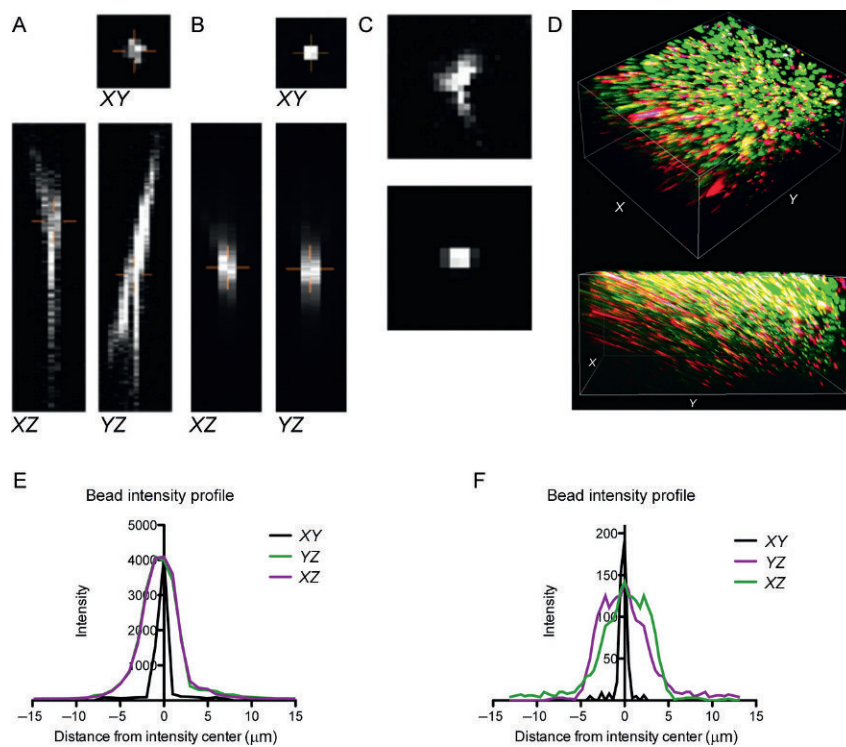 A
B
C
D
XY
XY
XZ
YZ
XZ
YZ
X
Y
X
Y
E
Bead intensity profile
5000
4000
3000
2000
1000
Intensity
XY
YZ
XZ
−15
−10
−5
0
5
10
15
Distance from intensity center (μm)
F
Bead intensity profile
200
150
100
50
Intensity
XY
YZ
XZ
−15
−10
−5
0
5
10
15
Distance from intensity center (μm)